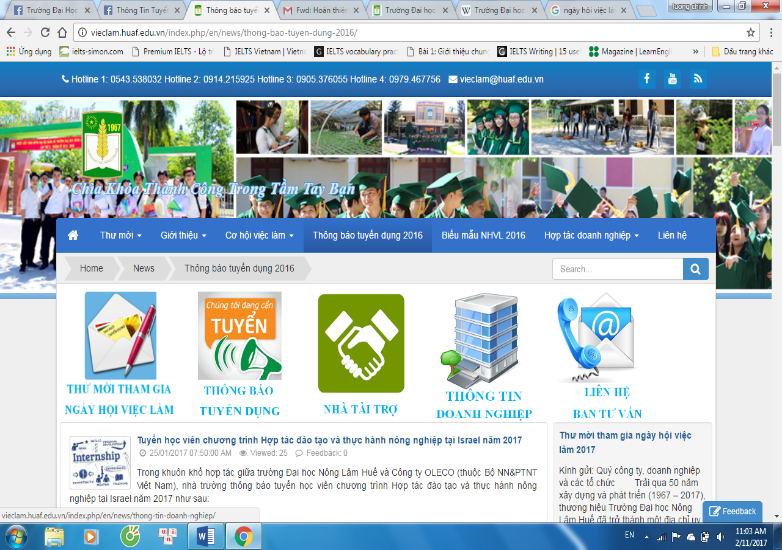 lương chính
Trường Đại Học
Thông Tin Tuyển
Thông báo tuyển
Fwd: Hoàn thiện
Trường Đại học
Trường Đại học
ngày hội việc là
vieclam.huaf.edu.vn/index.php/en/news/thong-bao-tuyen-dung-2016/
Ứng dụng ielts-simon.com Premium IELTS - Lộ t IELTS Vietnam | Vietna IELTS vocabulary prac Bài 1: Giới thiệu chung IELTS Writing | 15 use Magazine | LearnEngli » Dấu trang khác
Hotline 1: 0543.538032 Hotline 2: 0914.215925 Hotline 3: 0905.376055 Hotline 4: 0979.467756 vieclam@huaf.edu.vn
1967
Chìa Khóa Thành Công Trong Tầm Tay Bạn
Thư mời Giới thiệu Cơ hội việc làm Thông báo tuyển dụng 2016 Biểu mẫu NHVL 2016 Hợp tác doanh nghiệp Liên hệ
Home News Thông báo tuyển dụng 2016 Search...
Chúng tôi đang cần
TUYỂN
THƯ MỜI THAM GIA
NGÀY HỘI VIỆC LÀM
THÔNG BÁO
TUYỂN DỤNG
NHÀ TÀI TRỢ
THÔNG TIN
DOANH NGHIỆP
LIÊN HỆ
BAN TƯ VẤN
Internship
Tuyển học viên chương trình Hợp tác đào tạo và thực hành nông nghiệp tại Israel năm 2017
25/01/2017 07:50:00 AM Viewed: 25 Feedback: 0
Trong khuôn khổ hợp tác giữa trường Đại học Nông Lâm Huế và Công ty OLECO (thuộc Bộ NN&PTNT
Việt Nam), nhà trường thông báo tuyển học viên chương trình Hợp tác đào tạo và thực hành nông
nghiệp tại Israel năm 2017 như sau:
Thư mời tham gia ngày hội việc
làm 2017
Kính gửi: Quý công ty, doanh nghiệp
và các tổ chức Trải qua 50 năm
xây dựng và phát triển (1967 – 2017),
thương hiệu Trường Đại học Nông
Lâm Huế đã trở thành một địa chỉ uy
Feedback
vieclam.huaf.edu.vn/index.php/en/news/thong-tin-doanh-nghiep/
EN
11:03 AM
2/11/2017